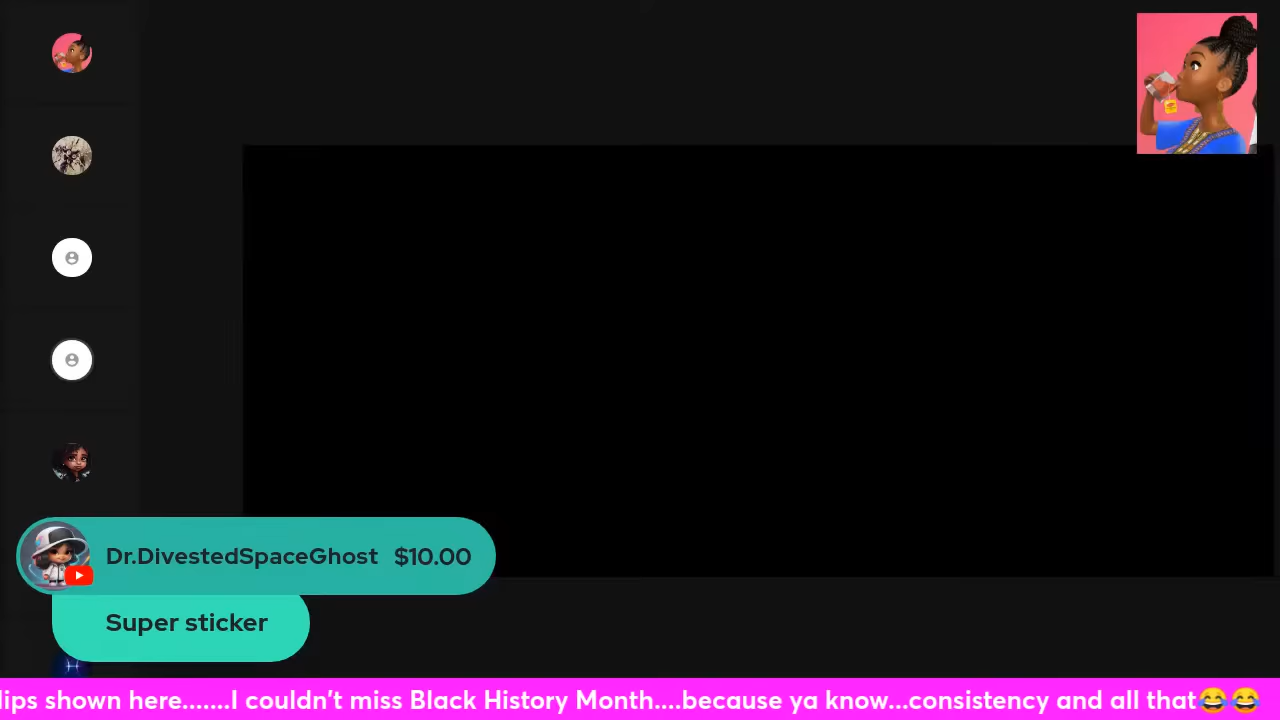 Dr.DivestedSpaceGhost $10.00
Super sticker
lips shown here.......I couldn't miss Black History Month....because ya know...consistency and all that😂😂